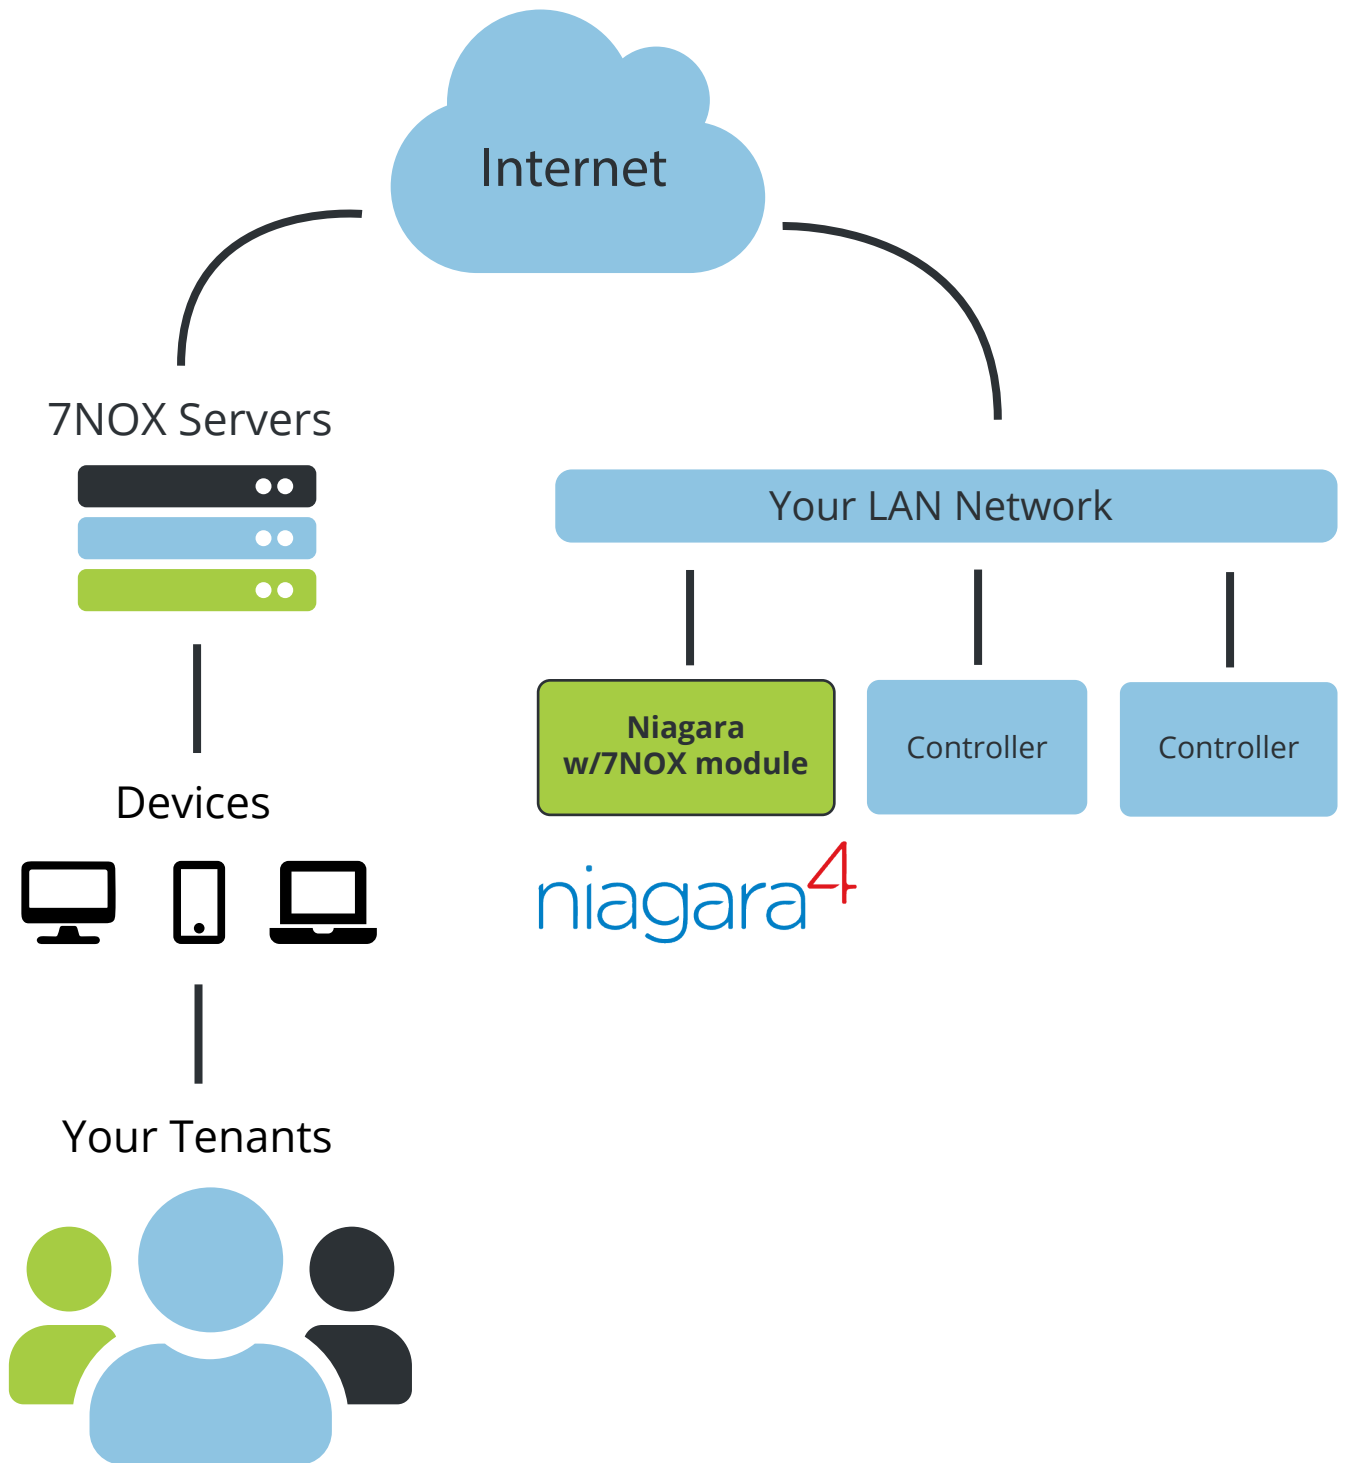 Internet
7NOX Servers
Your LAN Network
Niagara
w/7NOX module
Controller
Controller
Devices
niagara4
Your Tenants